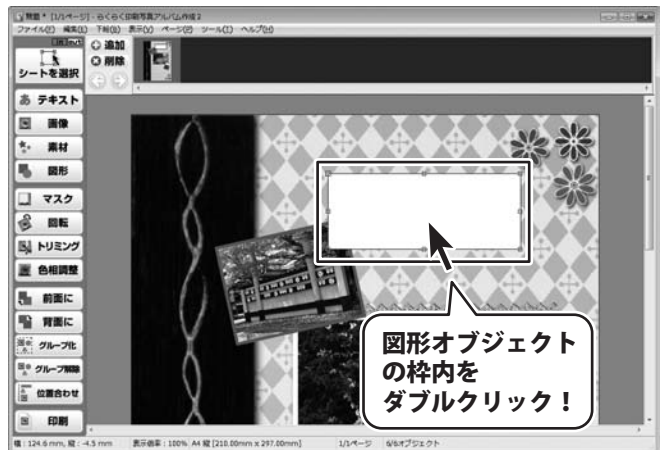 無題 * [1/1ページ] - らくらく印刷写真アルバム作成2
ファイル(F) 編集(E) 下絵(B) 表示(V) ページ(P) ツール(T) ヘルプ(H)
シートを選択
追加
削除
テキスト
画像
素材
図形
マスク
回転
トリミング
色相調整
前面に
背面に
グループ化
グループ解除
位置合わせ
印刷
図形オブジェクト
の枠内を
ダブルクリック！
横 : 124.6 mm, 縦 : -4.5 mm 表示倍率 : 100% A4 縦 [210.00mm x 297.00mm] 1/1ページ 6/6オブジェクト